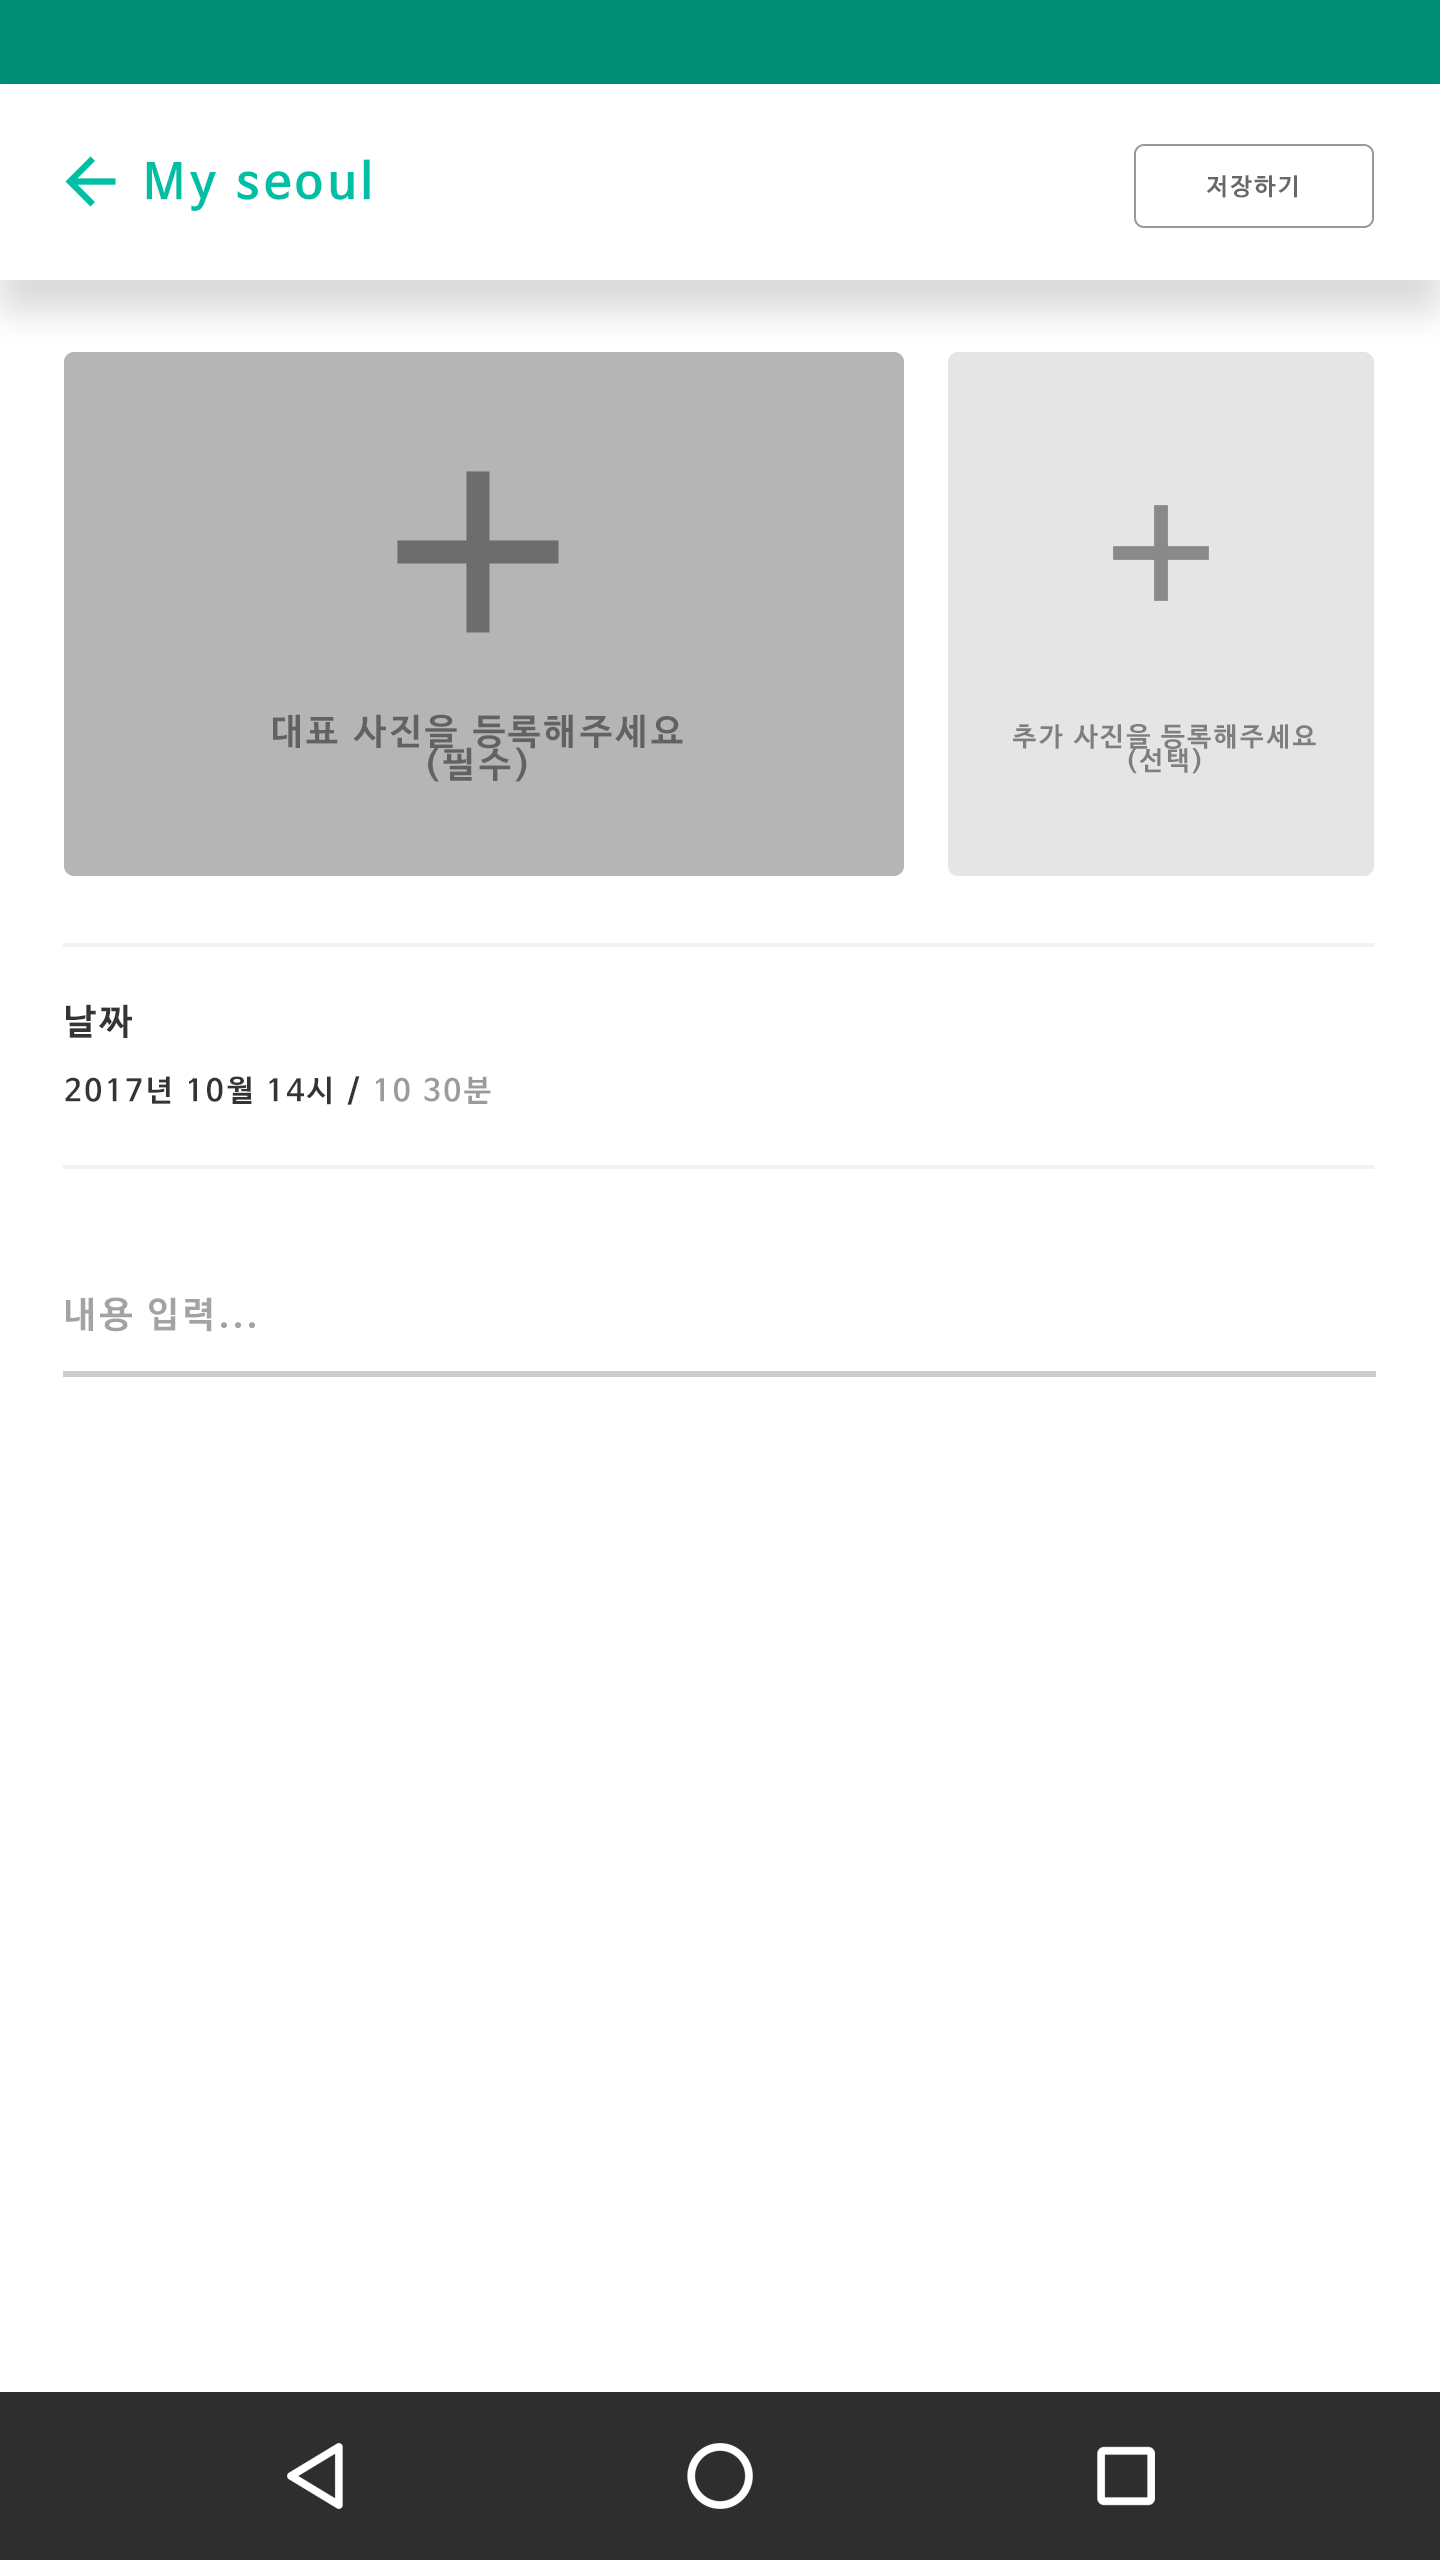 My seoul
저장하기
대표 사진을 등록해주세요
(필수)
추가 사진을 등록해주세요
(선택)
날짜
2017년 10월 14시 / 10 30분
내용 입력...